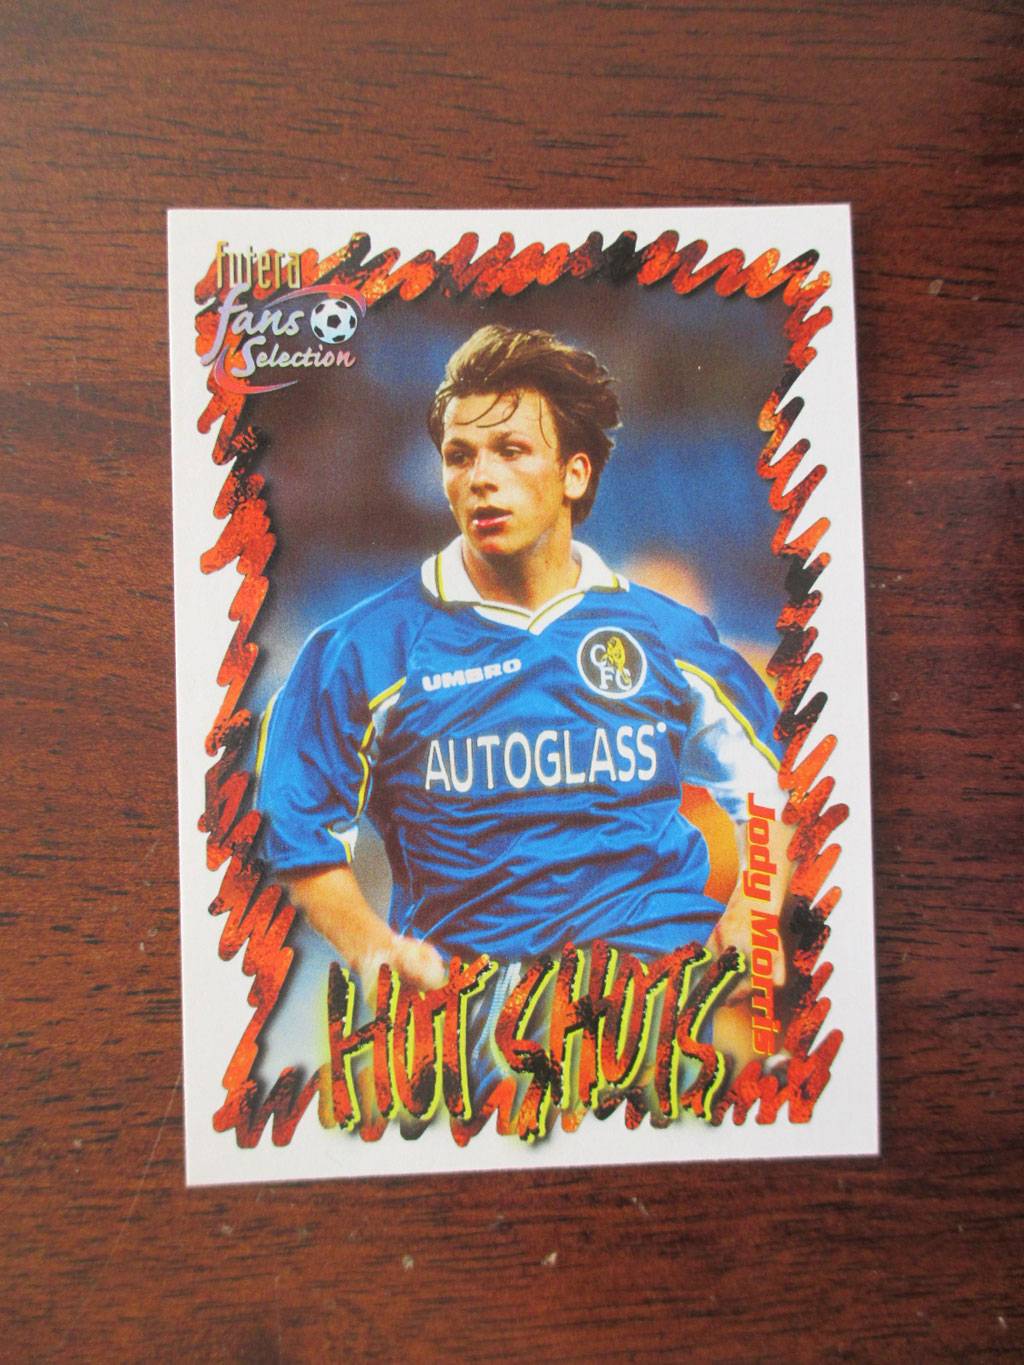 futera
fans
Selection
UMBRO
CFC
AUTOGLASS
Jody Morris
HOT SHOTS